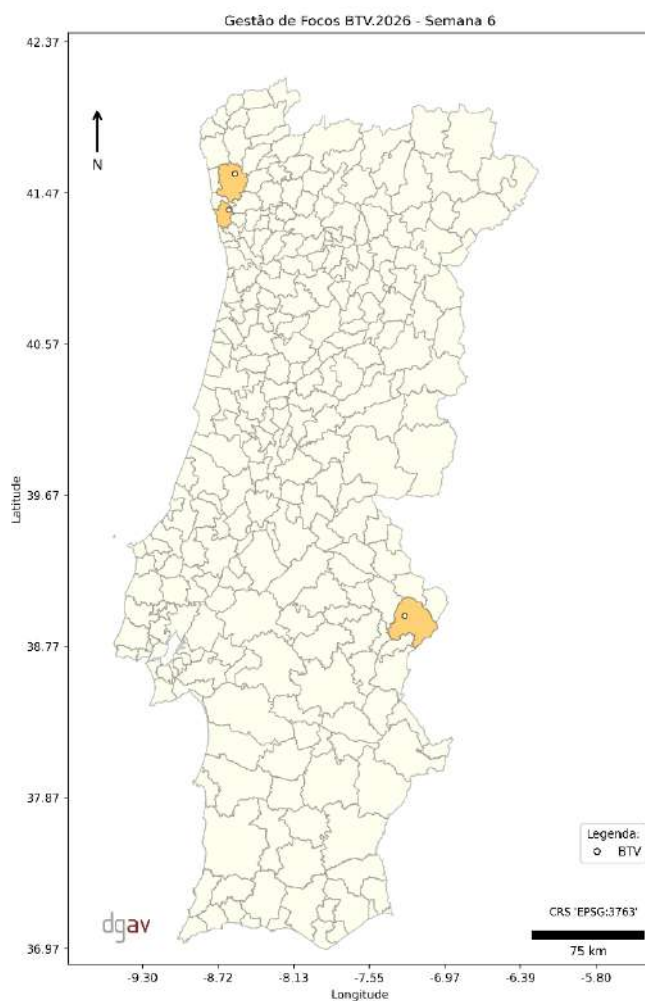 Gestão de Focos BTV.2026 - Semana 6
42.37
N
41.47
40.57
39.67
Latitude
38.77
37.87
Legenda:
BTV
CRS 'EPSG:3763'
dgav
75 km
36.97
-9.30 -8.72 -8.13 -7.55 -6.97 -6.39 -5.80
Longitude